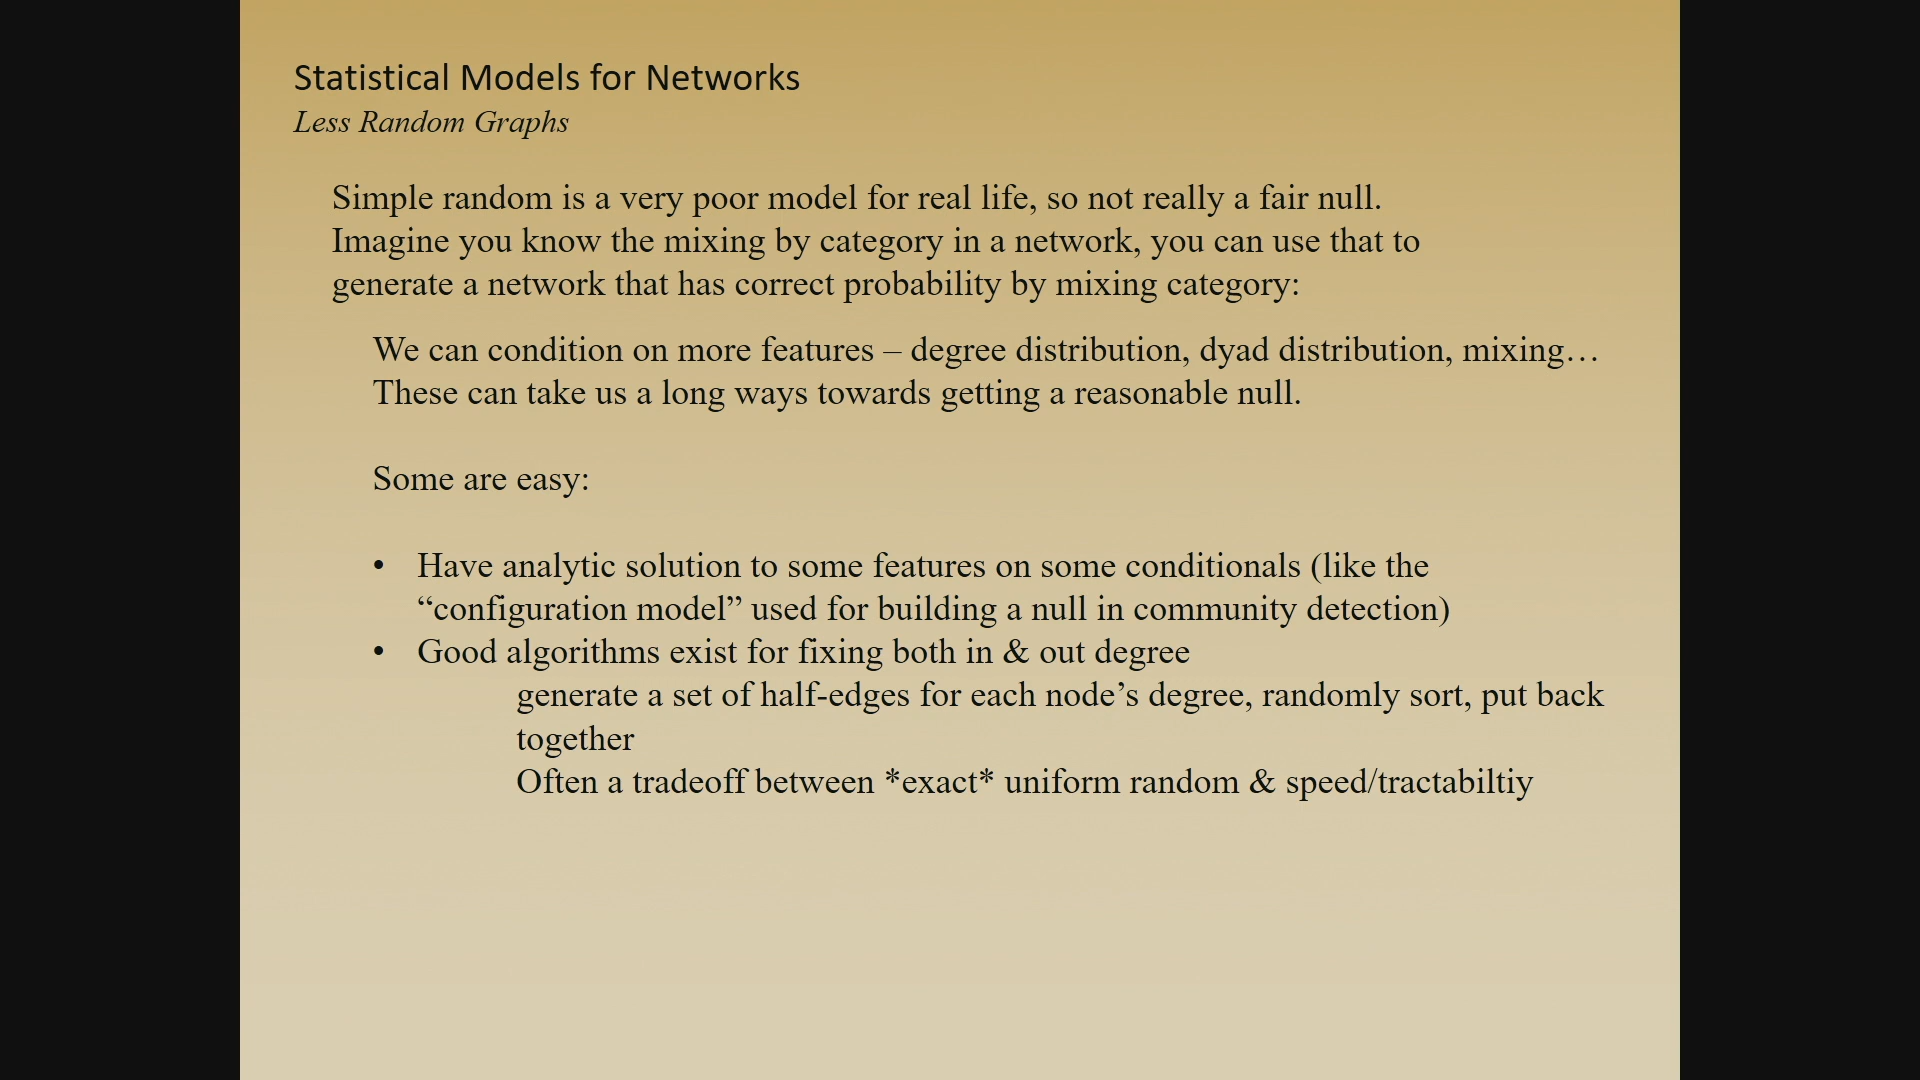 Statistical Models for Networks
Less Random Graphs
Simple random is a very poor model for real life, so not really a fair null.
Imagine you know the mixing by category in a network, you can use that to
generate a network that has correct probability by mixing category:
We can condition on more features – degree distribution, dyad distribution, mixing…
These can take us a long ways towards getting a reasonable null.
Some are easy:
• Have analytic solution to some features on some conditionals (like the
“configuration model” used for building a null in community detection)
• Good algorithms exist for fixing both in & out degree
generate a set of half-edges for each node’s degree, randomly sort, put back
together
Often a tradeoff between *exact* uniform random & speed/tractabiltiy